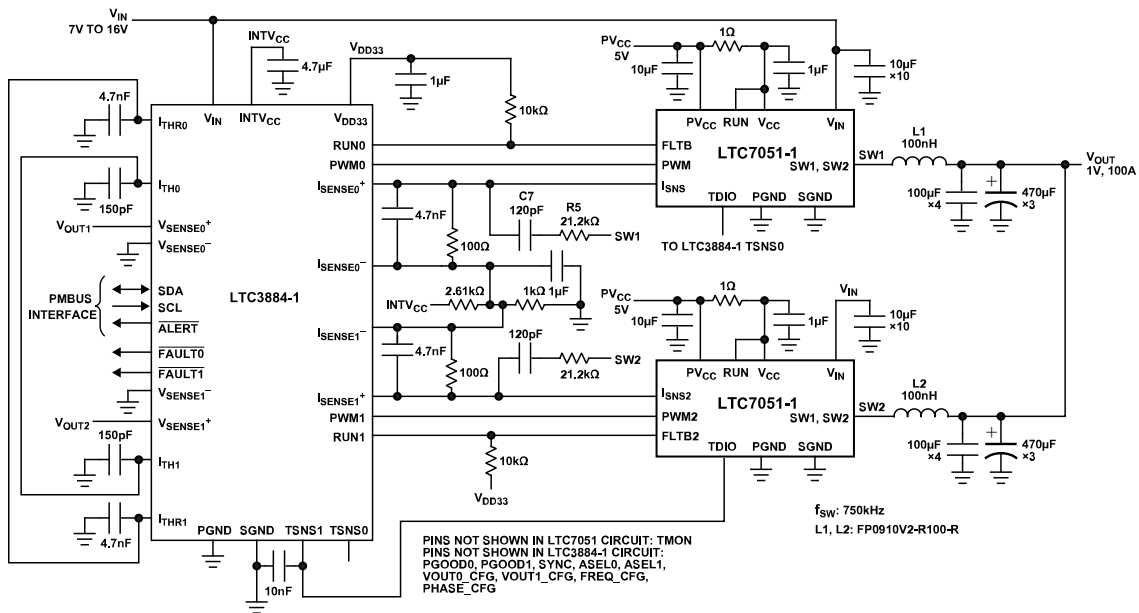 VIN
7V TO 16V
INTVCC
4.7µF
VDD33
1µF
10kΩ
PVCC
5V
10µF
1Ω
1µF
10µF
×10
4.7nF
ITHR0
VIN
INTVCC
VDD33
RUN0
PWM0
ISENSE0+
PVCC
RUN
VCC
VIN
FLTB
PWM
ISNS
LTC7051-1
SW1, SW2
TDIO
PGND
SGND
SW1
L1
100nH
VOUT
1V, 100A
100µF
×4
+
470µF
×3
TO LTC3884-1 TSNS0
150pF
ITH0
VOUT1
VSENSE0+
VSENSE0–
4.7nF
100Ω
C7
120pF
R5
21.2kΩ
SW1
ISENSE0–
PMBUS
INTERFACE
SDA
SCL
ALERT
LTC3884-1
INTVCC
2.61kΩ
1kΩ
1µF
FAULT0
FAULT1
VSENSE1–
VOUT2
VSENSE1+
ISENSE1–
4.7nF
100Ω
120pF
21.2kΩ
SW2
ISENSE1+
PWM1
RUN1
PVCC
5V
10µF
1Ω
1µF
VIN
10µF
×10
PVCC
RUN
VCC
VIN
ISNS2
PWM2
FLTB2
LTC7051-1
SW1, SW2
TDIO
PGND
SGND
SW2
L2
100nH
100µF
×4
+
470µF
×3
150pF
ITH1
10kΩ
VDD33
4.7nF
ITHR1
PGND
SGND
TSNS1
TSNS0
10nF
fSW: 750kHz
L1, L2: FP0910V2-R100-R
PINS NOT SHOWN IN LTC7051 CIRCUIT: TMON
PINS NOT SHOWN IN LTC3884-1 CIRCUIT:
PGOOD0, PGOOD1, SYNC, ASEL0, ASEL1,
VOUT0_CFG, VOUT1_CFG, FREQ_CFG,
PHASE_CFG